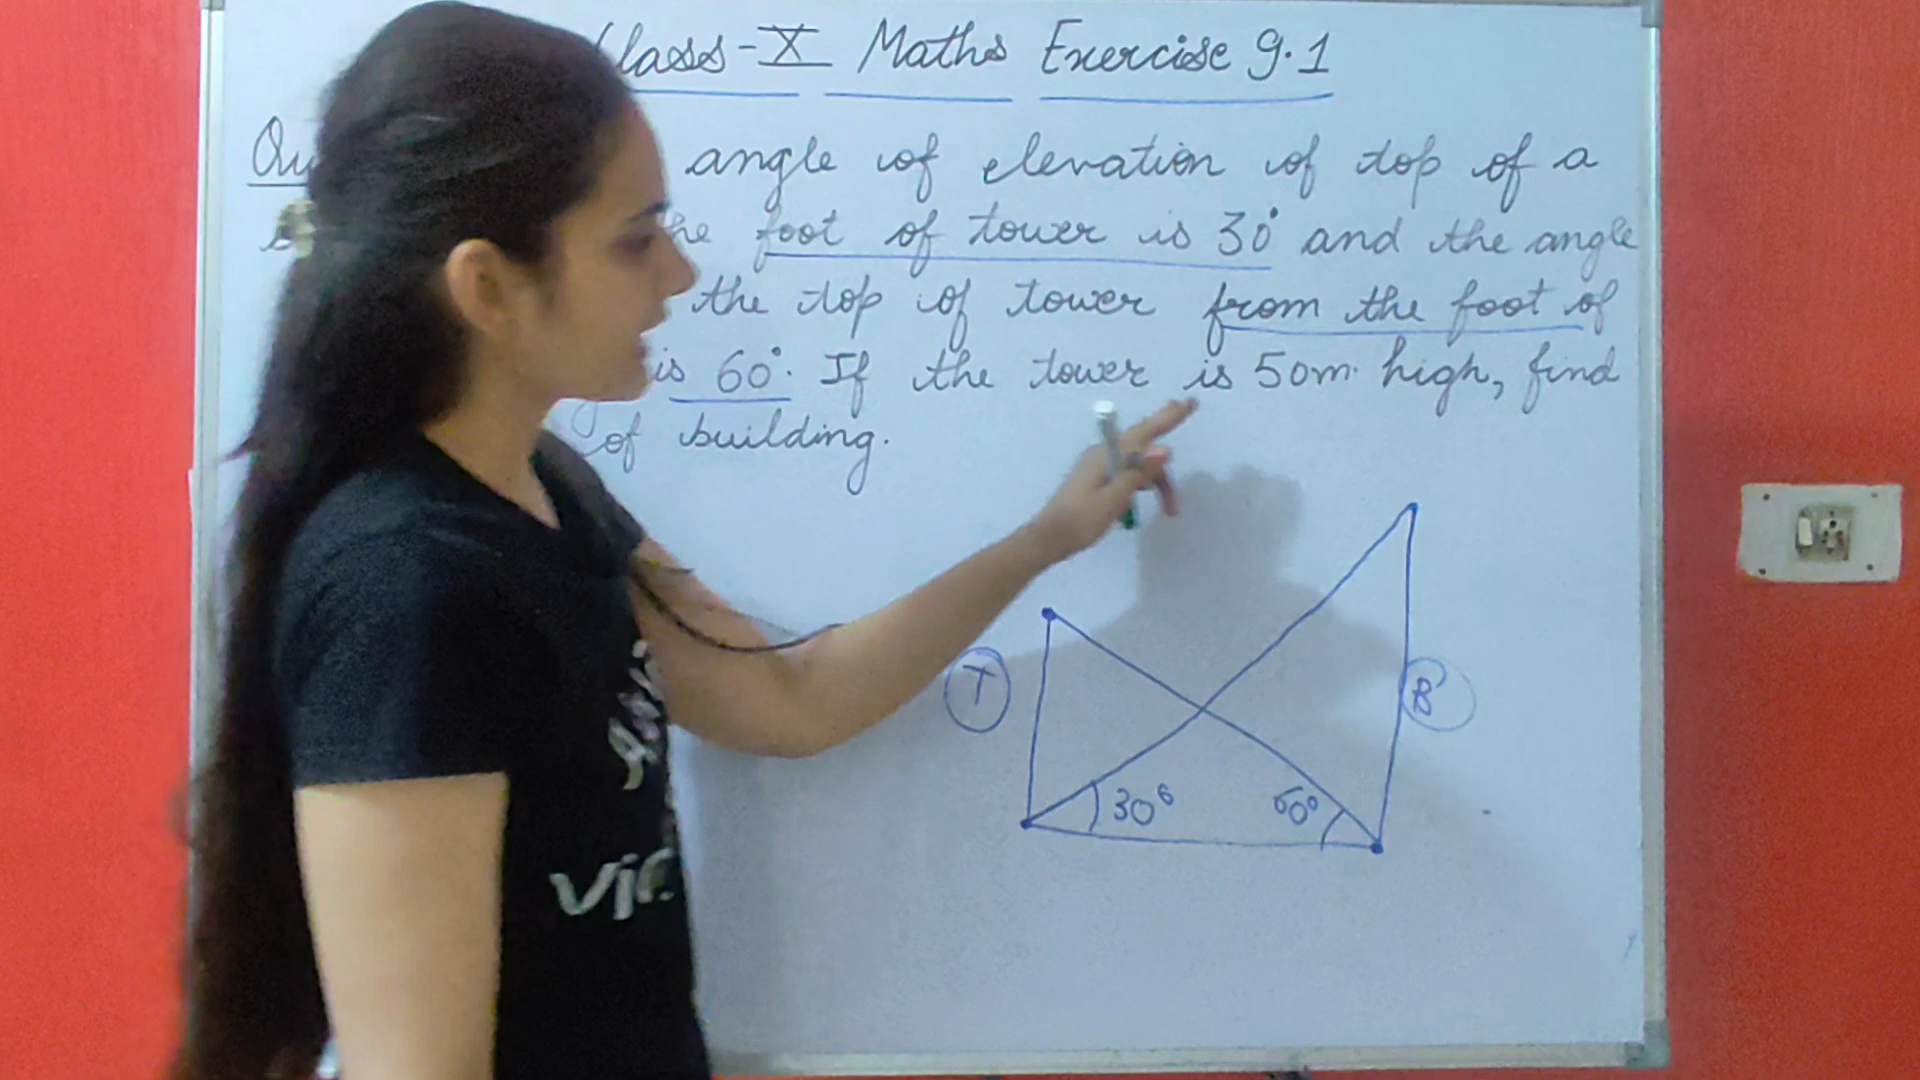 Class-X Maths Exercise 9.1
angle of elevation of top of a
foot of tower is 30° and the angle
the top of tower from the foot of
is 60°. If the tower is 50m high, find
of building.
T
B
30°
60°